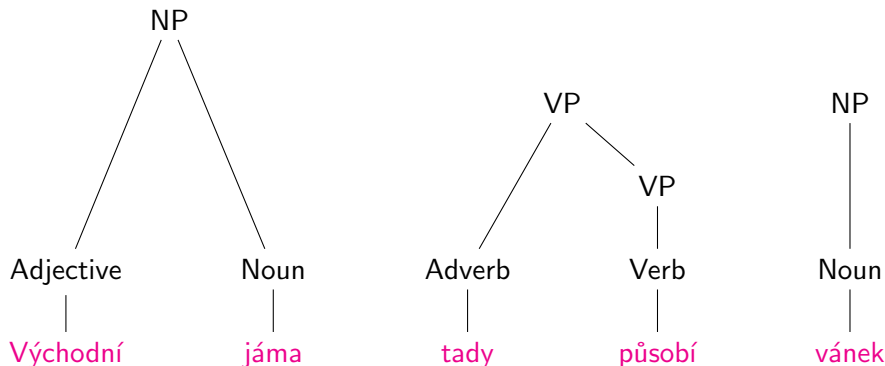 NP
VP NP
VP
Adjective Noun Adverb Verb Noun
Východní jáma tady působí vánek